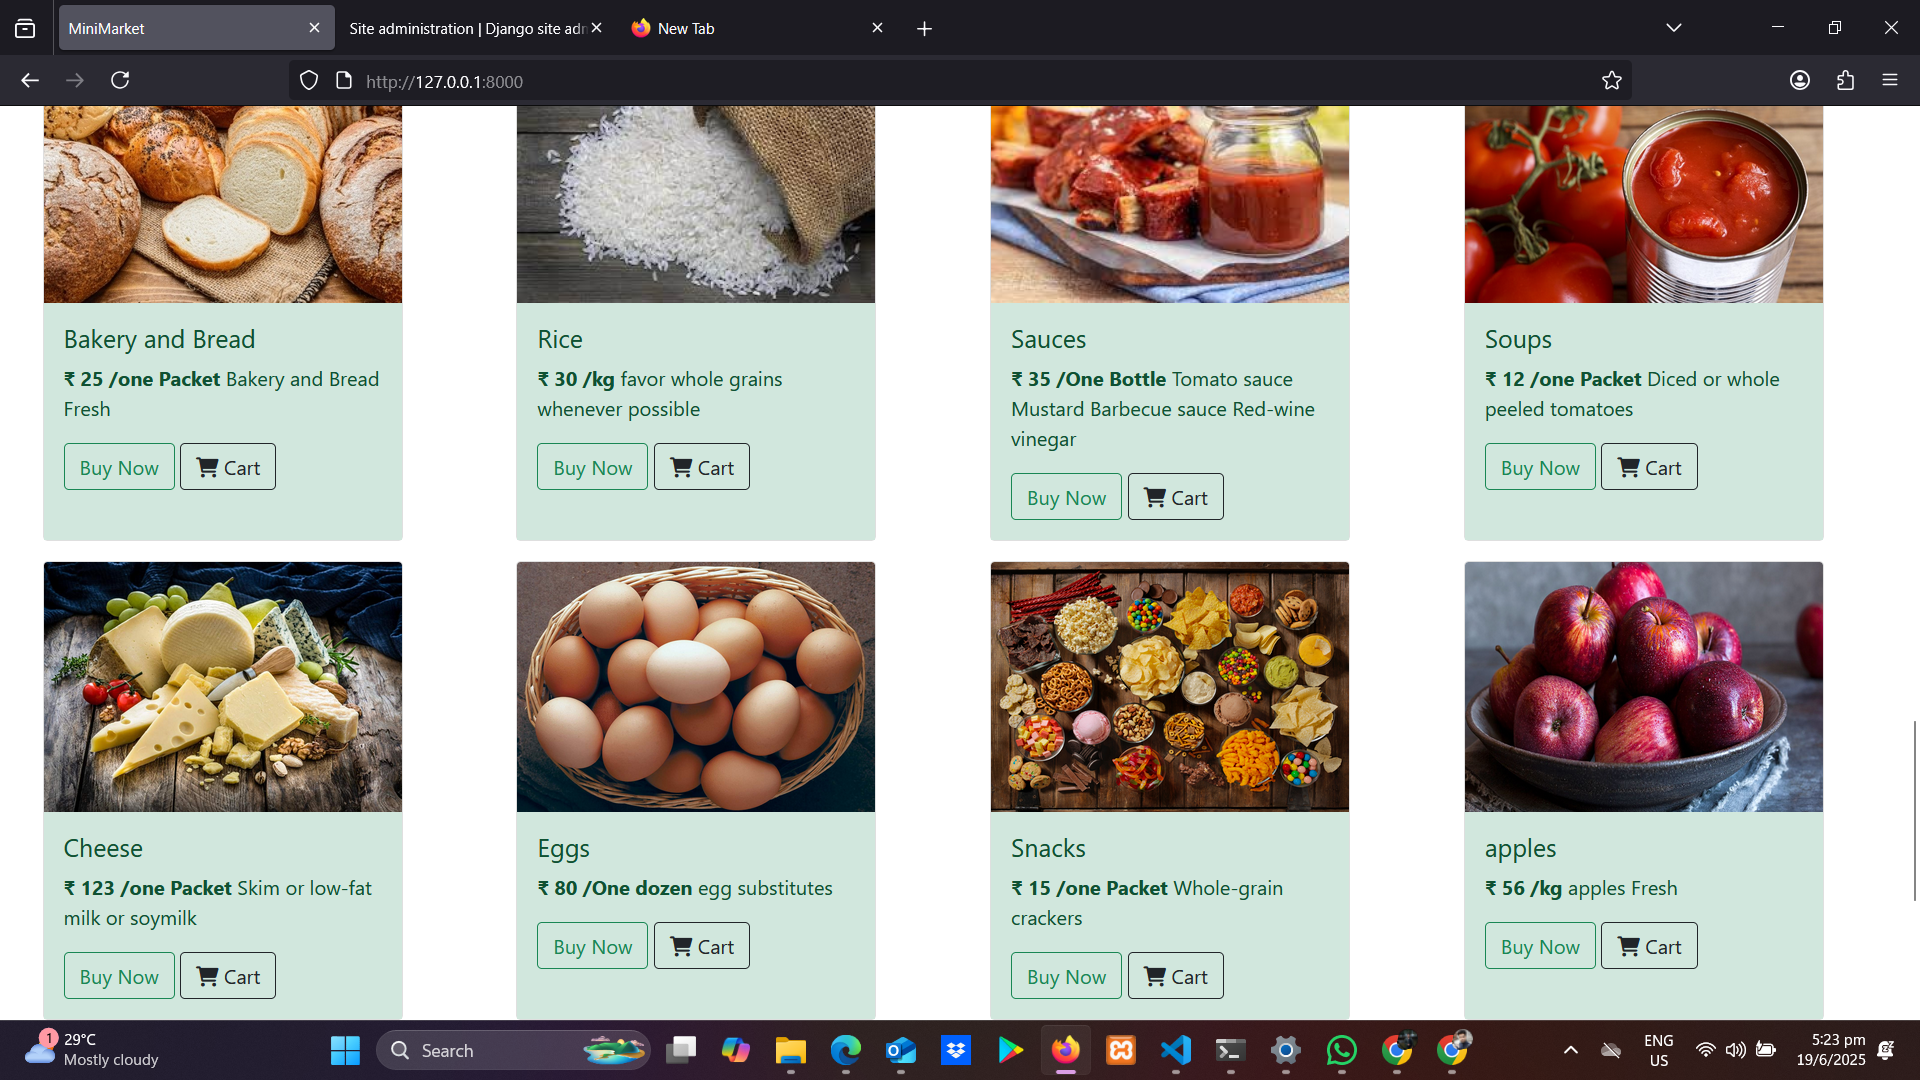 MiniMarket
Site administration | Django site adr
New Tab
http://127.0.0.1:8000
Bakery and Bread
₹ 25 /one Packet Bakery and Bread
Fresh
Buy Now
Cart
Rice
₹ 30 /kg favor whole grains
whenever possible
Buy Now
Cart
Sauces
₹ 35 /One Bottle Tomato sauce
Mustard Barbecue sauce Red-wine
vinegar
Buy Now
Cart
Soups
₹ 12 /one Packet Diced or whole
peeled tomatoes
Buy Now
Cart
Cheese
₹ 123 /one Packet Skim or low-fat
milk or soymilk
Buy Now
Cart
Eggs
₹ 80 /One dozen egg substitutes
Buy Now
Cart
Snacks
₹ 15 /one Packet Whole-grain
crackers
Buy Now
Cart
apples
₹ 56 /kg apples Fresh
Buy Now
Cart
1
29°C
Mostly cloudy
Search
ENG
US
5:23 pm
19/6/2025